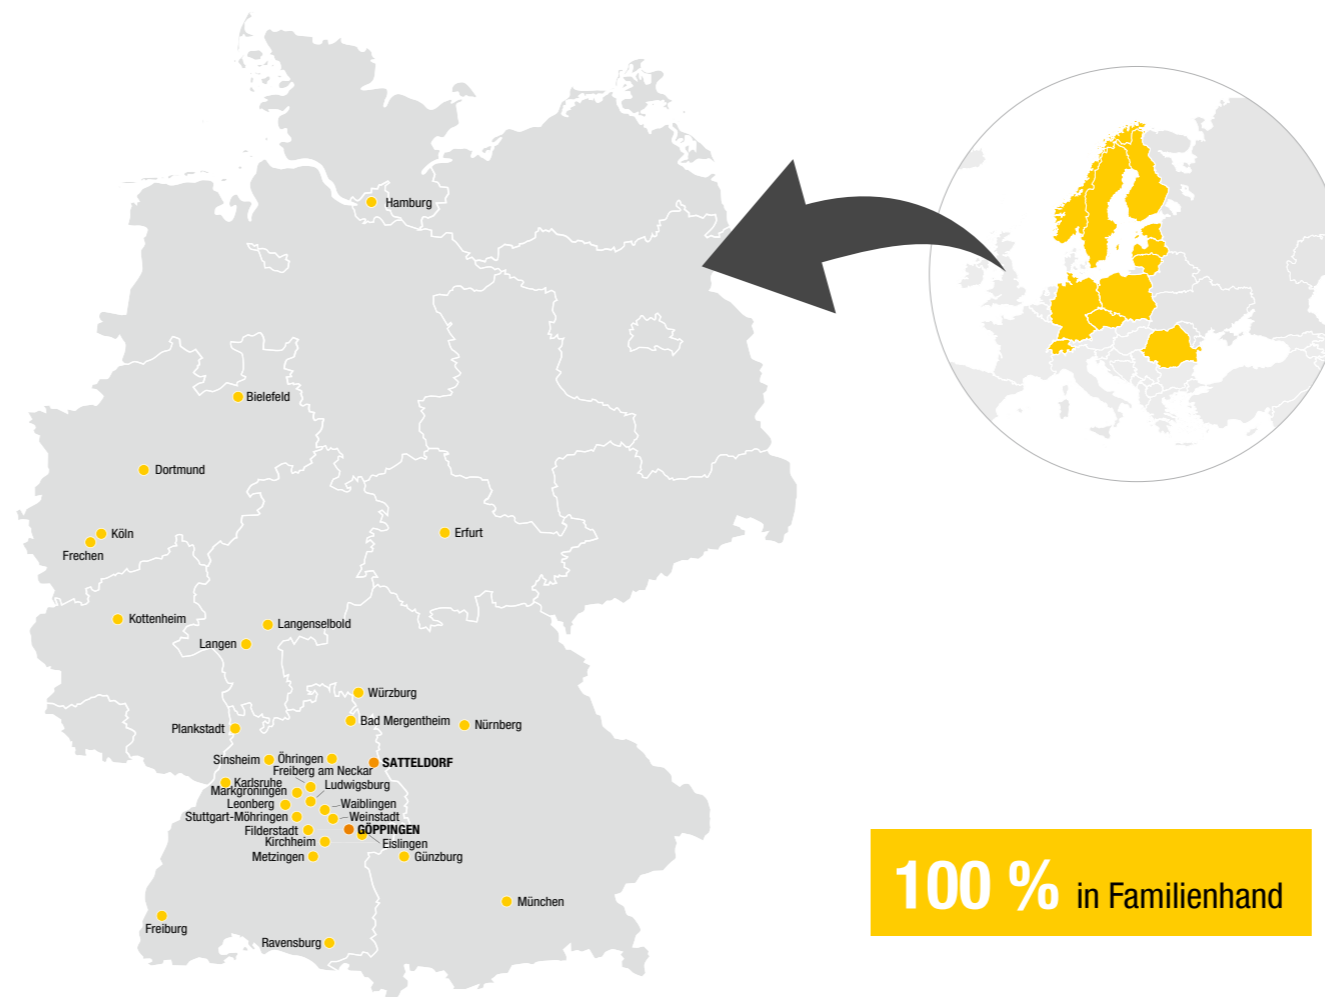 Hamburg
Bielefeld
Dortmund
Köln
Frechen
Erfurt
Kottenheim
Langenselbold
Langen
Würzburg
Bad Mergentheim
Nürnberg
Plankstadt
Sinsheim
Öhringen
SATTELDORF
Freiberg am Neckar
Karlsruhe
Ludwigsburg
Markgröningen
Leonberg
Waiblingen
Stuttgart-Möhringen
Weinstadt
Filderstadt
GÖPPINGEN
Kirchheim
Eislingen
Metzingen
Günzburg
München
Freiburg
Ravensburg
100 % in Familienhand